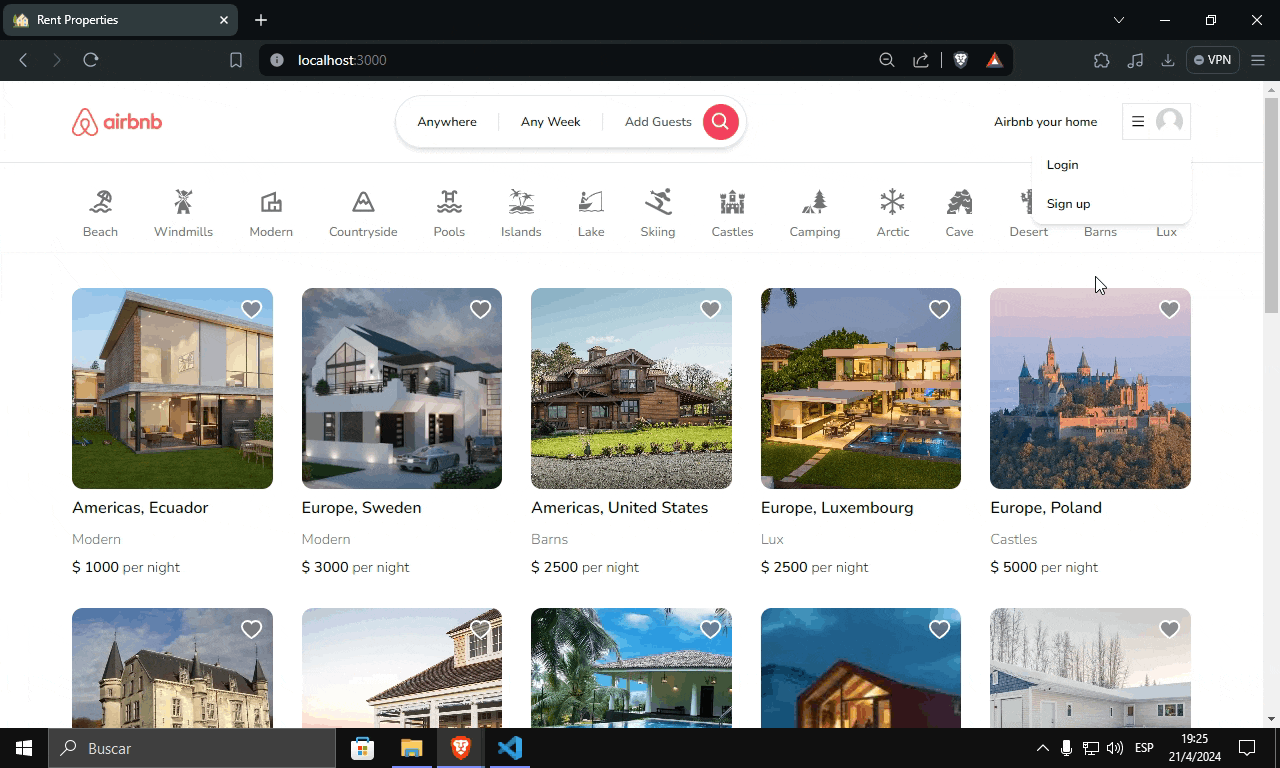 Rent Properties
localhost:3000
VPN
airbnb
Anywhere
Any Week
Add Guests
Airbnb your home
Login
Sign up
Beach
Windmills
Modern
Countryside
Pools
Islands
Lake
Skiing
Castles
Camping
Arctic
Cave
Desert
Barns
Lux
Americas, Ecuador
Modern
$ 1000 per night
Europe, Sweden
Modern
$ 3000 per night
Americas, United States
Barns
$ 2500 per night
Europe, Luxembourg
Lux
$ 2500 per night
Europe, Poland
Castles
$ 5000 per night
Buscar
ESP
19:25
21/4/2024